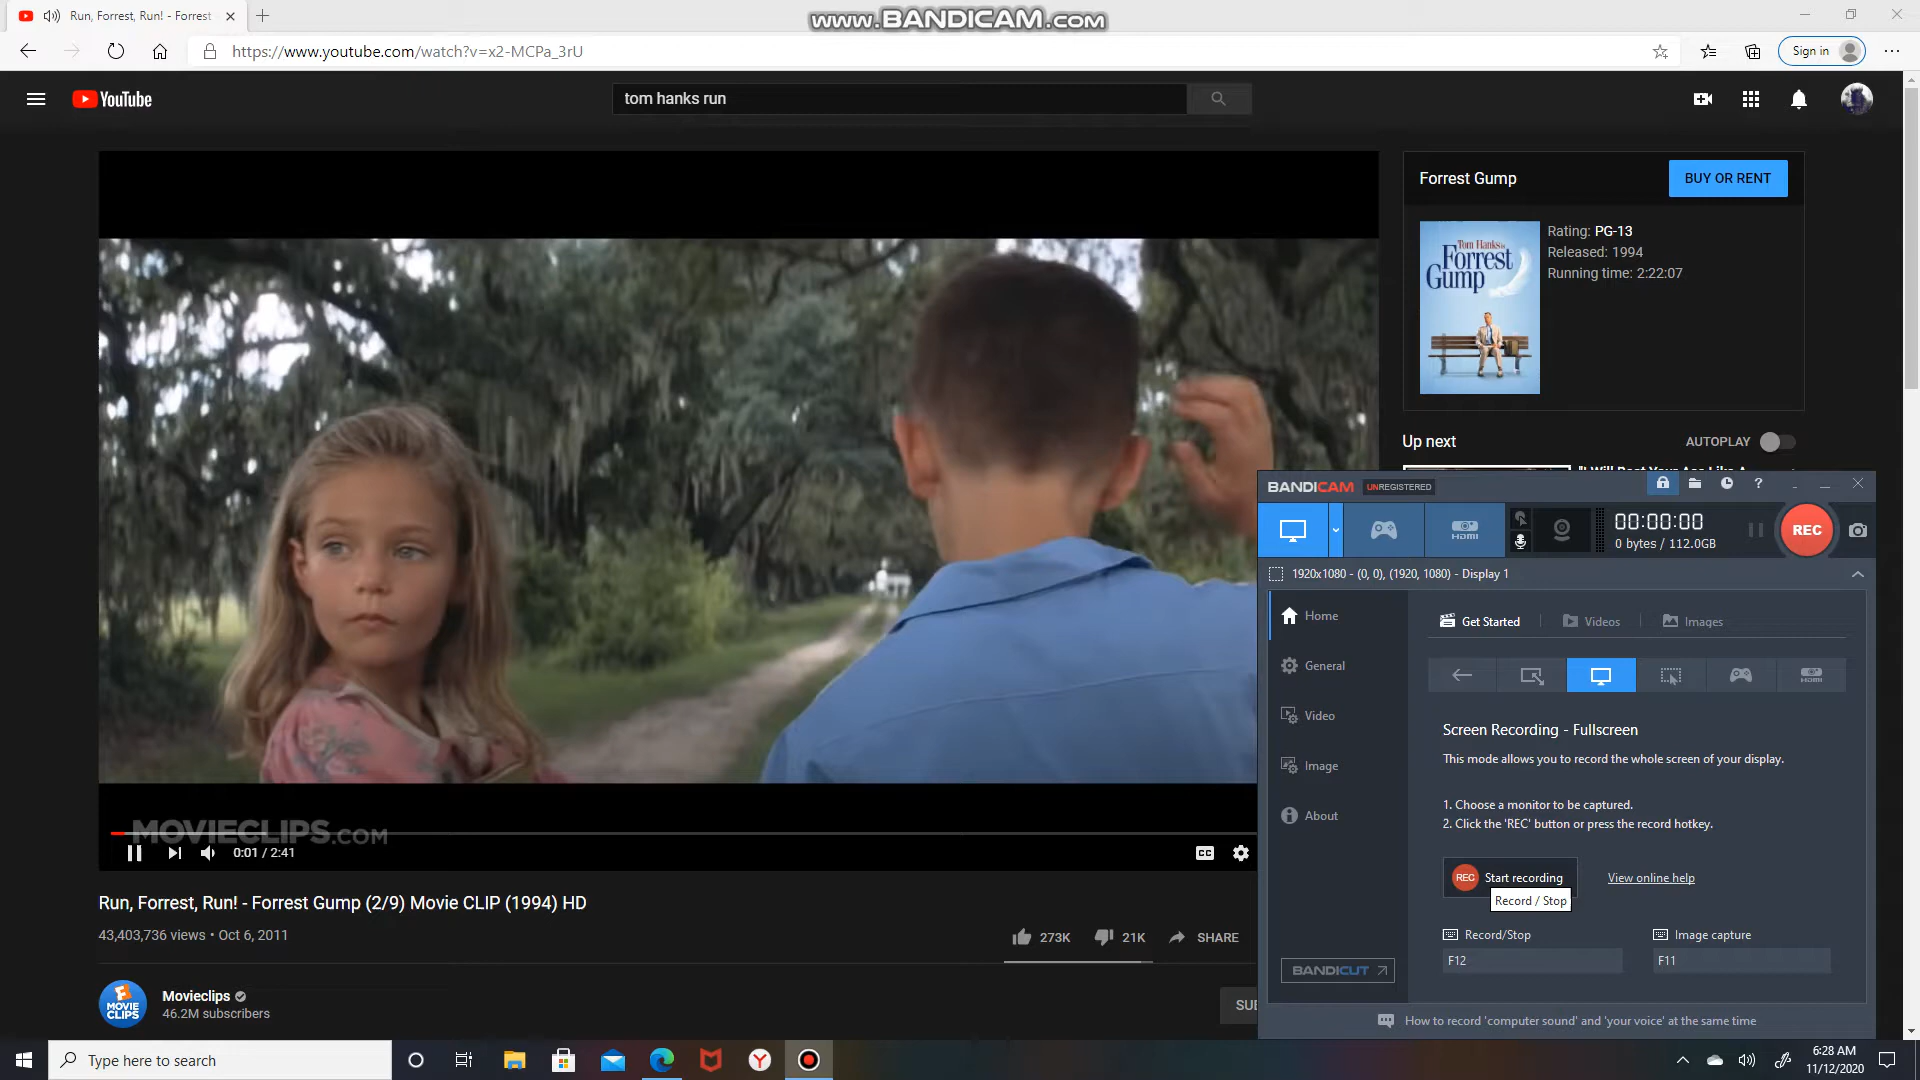 Run, Forrest, Run! - Forrest
www.BANDICAM.com
https://www.youtube.com/watch?v=x2-MCPa_3rU
Sign in
YouTube
tom hanks run
Forrest Gump
BUY OR RENT
Tom Hanks is
Forrest
Gump
Rating: PG-13
Released: 1994
Running time: 2:22:07
Up next
AUTOPLAY
BANDICAM UNREGISTERED
HDMI
00:00:00
0 bytes / 112.0GB
REC
1920x1080 - (0, 0), (1920, 1080) - Display 1
Home
General
Video
Image
About
BANDICUT
Get Started
Videos
Images
Screen Recording - Fullscreen
This mode allows you to record the whole screen of your display.
1. Choose a monitor to be captured.
2. Click the 'REC' button or press the record hotkey.
REC Start recording
View online help
Record / Stop
Record/Stop
Image capture
F12
F11
How to record 'computer sound' and 'your voice' at the same time
MOVIECLIPS.COM
0:01 / 2:41
CC
Run, Forrest, Run! - Forrest Gump (2/9) Movie CLIP (1994) HD
43,403,736 views • Oct 6, 2011
273K
21K
SHARE
MOVIE
CLIPS
Movieclips
46.2M subscribers
SU
Type here to search
6:28 AM
11/12/2020